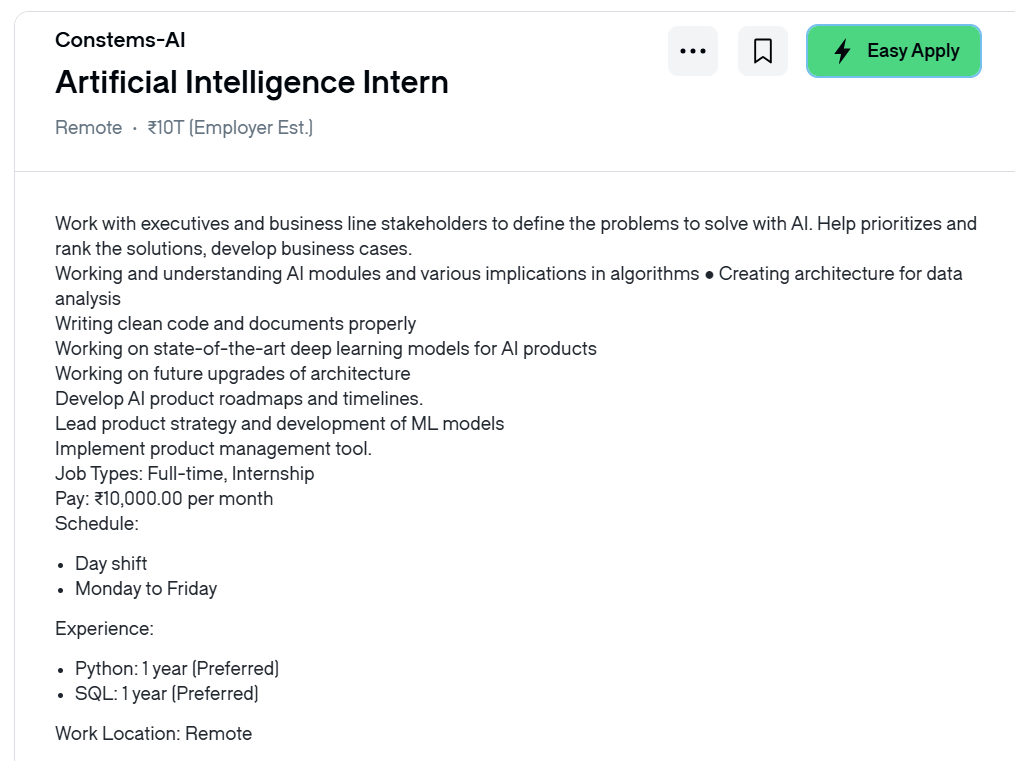 Constems-AI
Artificial Intelligence Intern
Easy Apply
Remote · ₹10T (Employer Est.)
Work with executives and business line stakeholders to define the problems to solve with AI. Help prioritizes and
rank the solutions, develop business cases.
Working and understanding AI modules and various implications in algorithms ● Creating architecture for data
analysis
Writing clean code and documents properly
Working on state-of-the-art deep learning models for AI products
Working on future upgrades of architecture
Develop AI product roadmaps and timelines.
Lead product strategy and development of ML models
Implement product management tool.
Job Types: Full-time, Internship
Pay: ₹10,000.00 per month
Schedule:
• Day shift
• Monday to Friday
Experience:
• Python: 1 year (Preferred)
• SQL: 1 year (Preferred)
Work Location: Remote